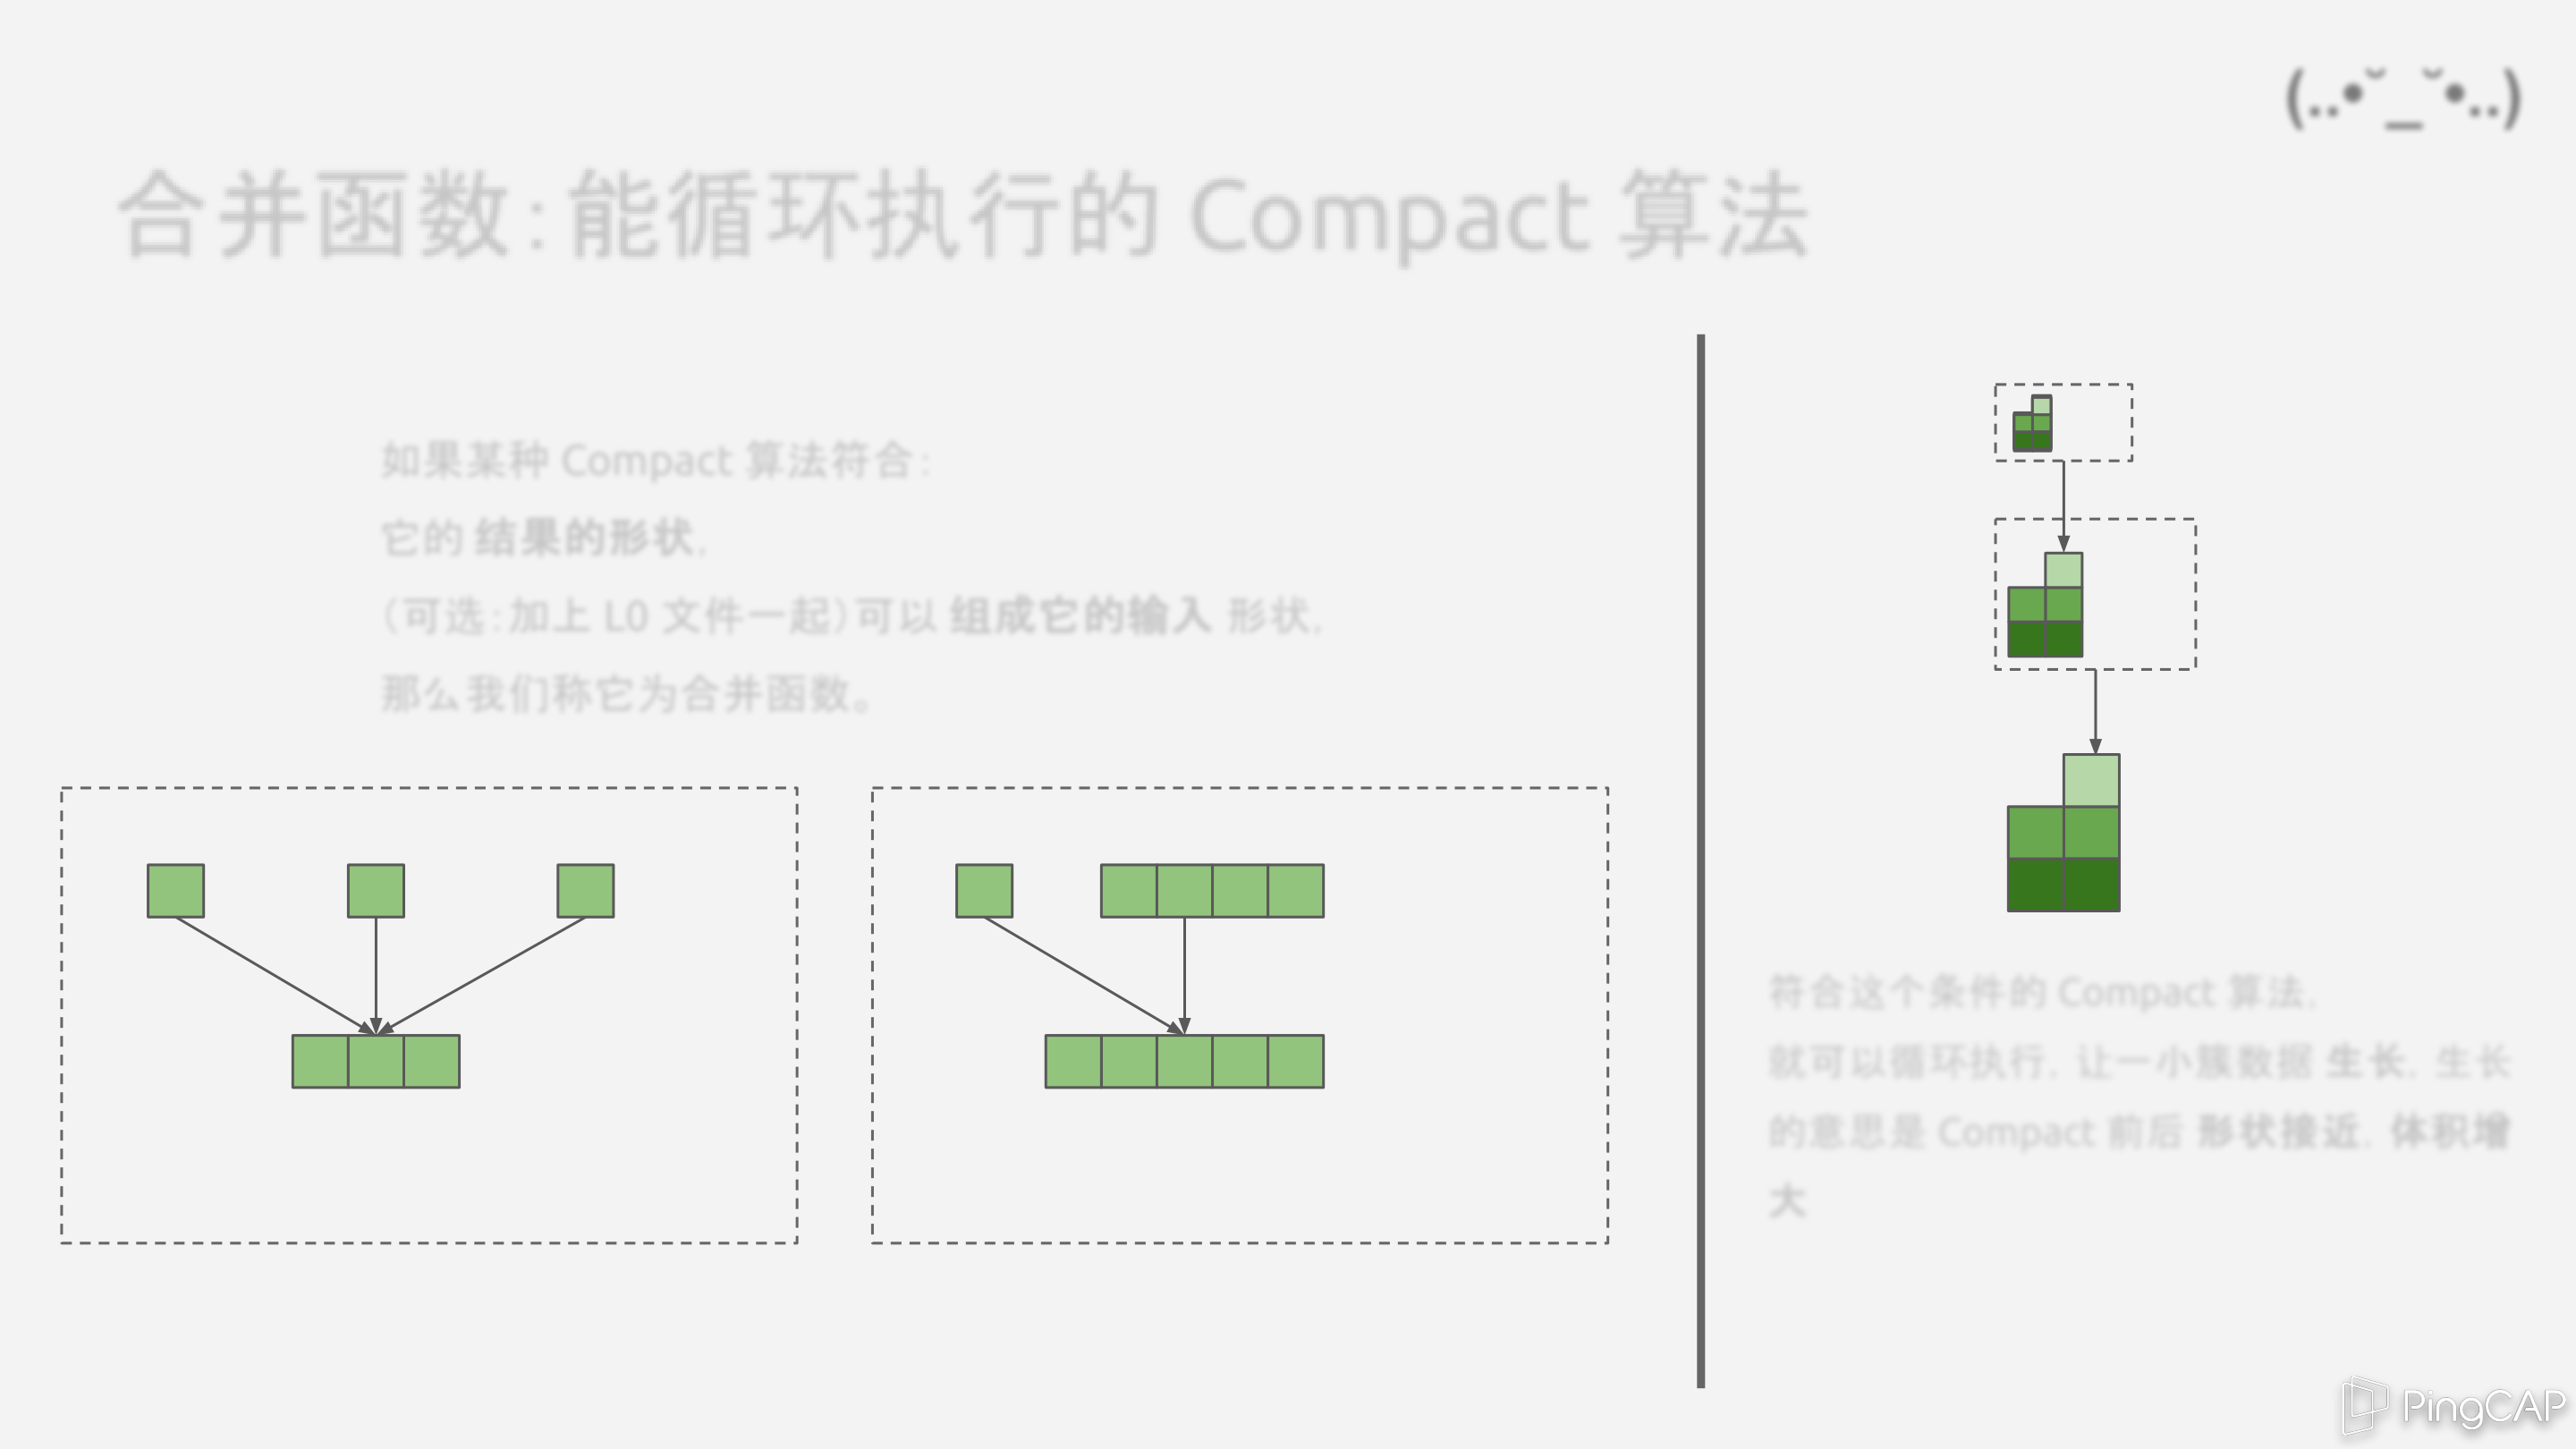 (..•˘_˘•..)
合并函数：能循环执行的 Compact 算法
如果某种 Compact 算法符合：
它的 结果的形状，
（可选：加上 L0 文件一起）可以 组成它的输入 形状，
那么我们称它为合并函数。
符合这个条件的 Compact 算法，
就可以循环执行，让一小簇数据 生长，生长
的意思是 Compact 前后 形状接近，体积增
大
PingCAP